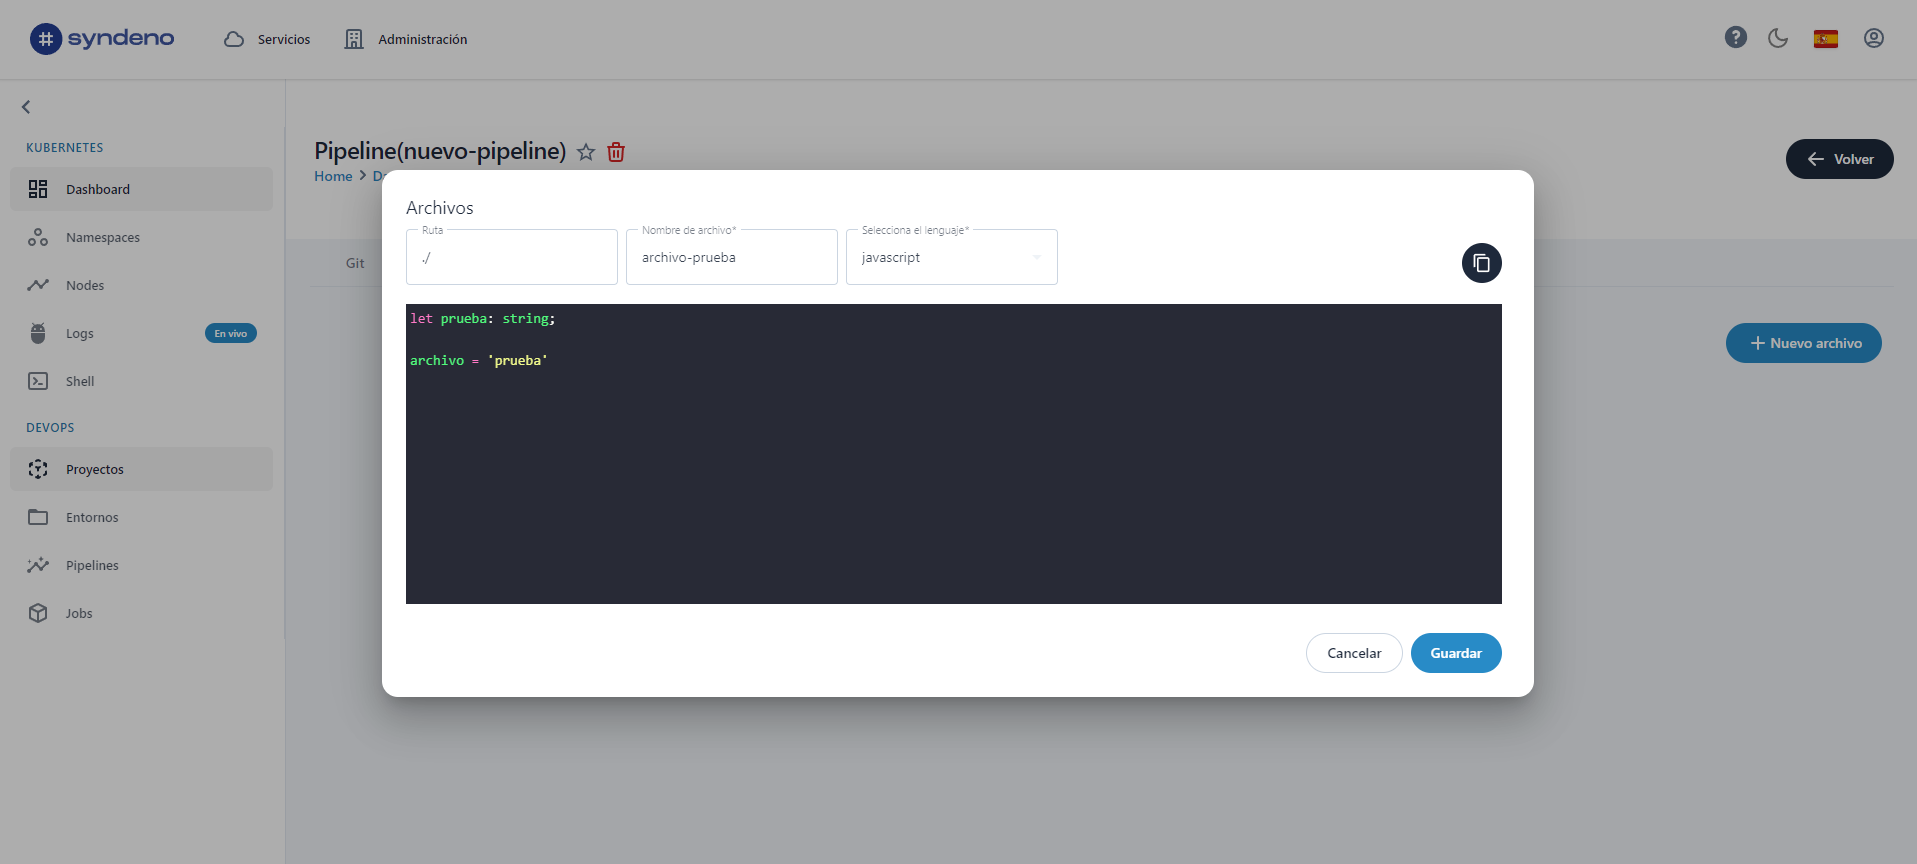 syndeno
Servicios
Administración
KUBERNETES
Dashboard
Namespaces
Nodes
Logs
En vivo
Shell
DEVOPS
Proyectos
Entornos
Pipelines
Jobs
Pipeline(nuevo-pipeline)
Home
Volver
Git
Nuevo archivo
Archivos
Ruta
./
Nombre de archivo*
archivo-prueba
Selecciona el lenguaje*
javascript
let prueba: string;
archivo = 'prueba'
Cancelar
Guardar